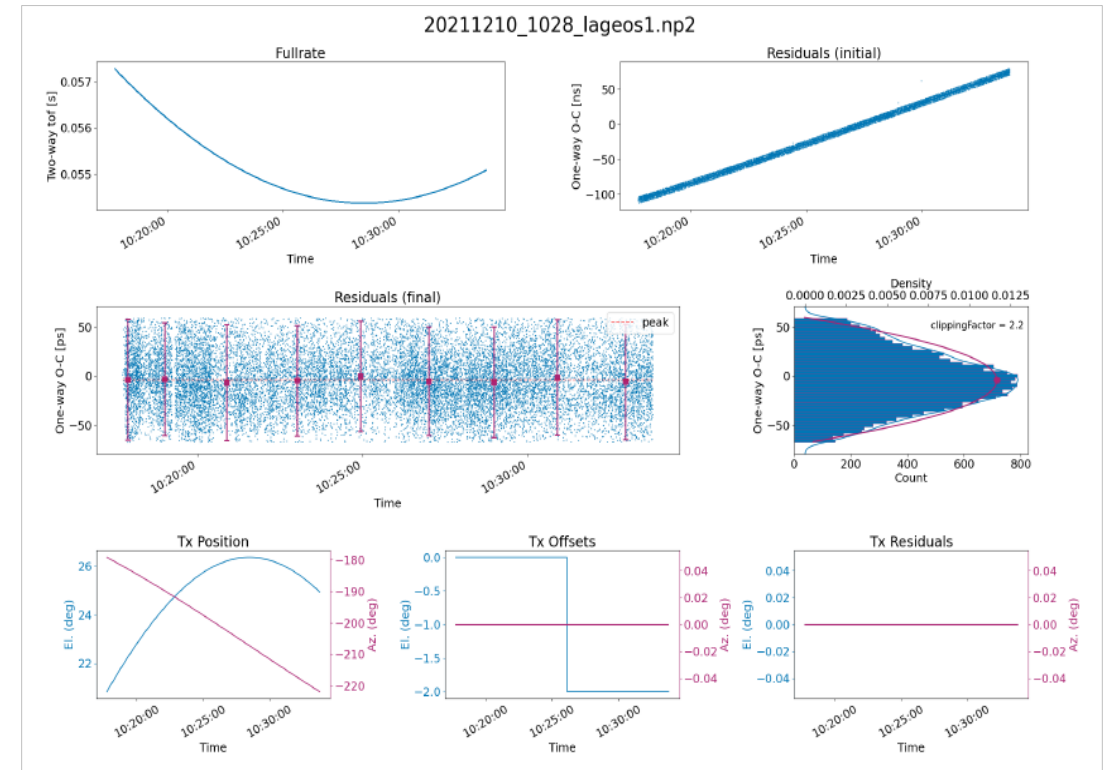 20211210_1028_lageos1.np2
Fullrate
Two-way tof [s]
0.057
0.056
0.055
10:20:00 10:25:00 10:30:00
Time
Residuals (initial)
One-way O-C [ns]
50
0
−50
−100
10:20:00 10:25:00 10:30:00
Time
Residuals (final)
One-way O-C [ps]
50
0
−50
peak
10:20:00 10:25:00 10:30:00
Time
Density
0.0000 0.0025 0.0050 0.0075 0.0100 0.0125
clippingFactor = 2.2
One-way O-C [ps]
50
0
−50
0 200 400 600 800
Count
Tx Position
El. (deg)
26
24
22
−180
−190
−200
−210
−220
Az. (deg)
10:20:00 10:25:00 10:30:00
Time
Tx Offsets
El. (deg)
0.0
−0.5
−1.0
−1.5
−2.0
0.04
0.02
0.00
−0.02
−0.04
Az. (deg)
10:20:00 10:25:00 10:30:00
Time
Tx Residuals
El. (deg)
0.04
0.02
0.00
−0.02
−0.04
0.04
0.02
0.00
−0.02
−0.04
Az. (deg)
10:20:00 10:25:00 10:30:00
Time